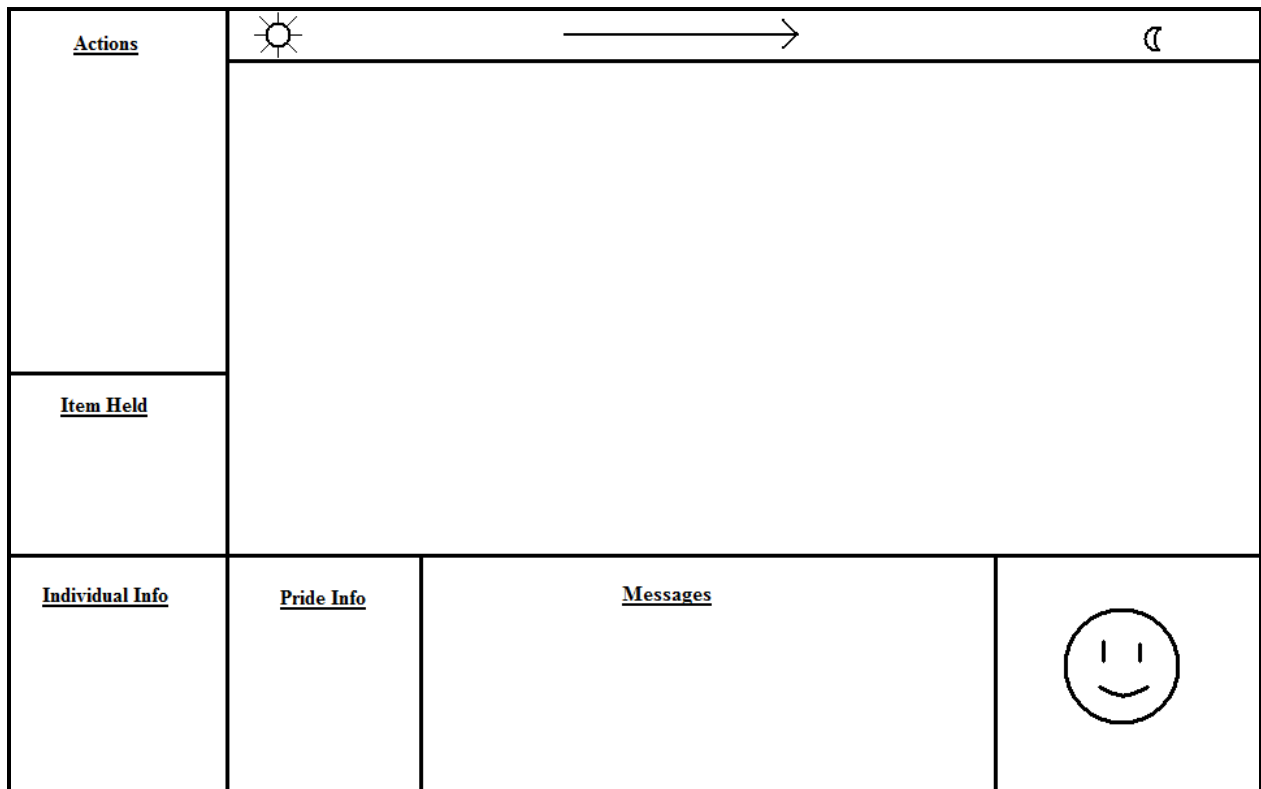 Actions
Item Held
Individual Info
Pride Info
Messages